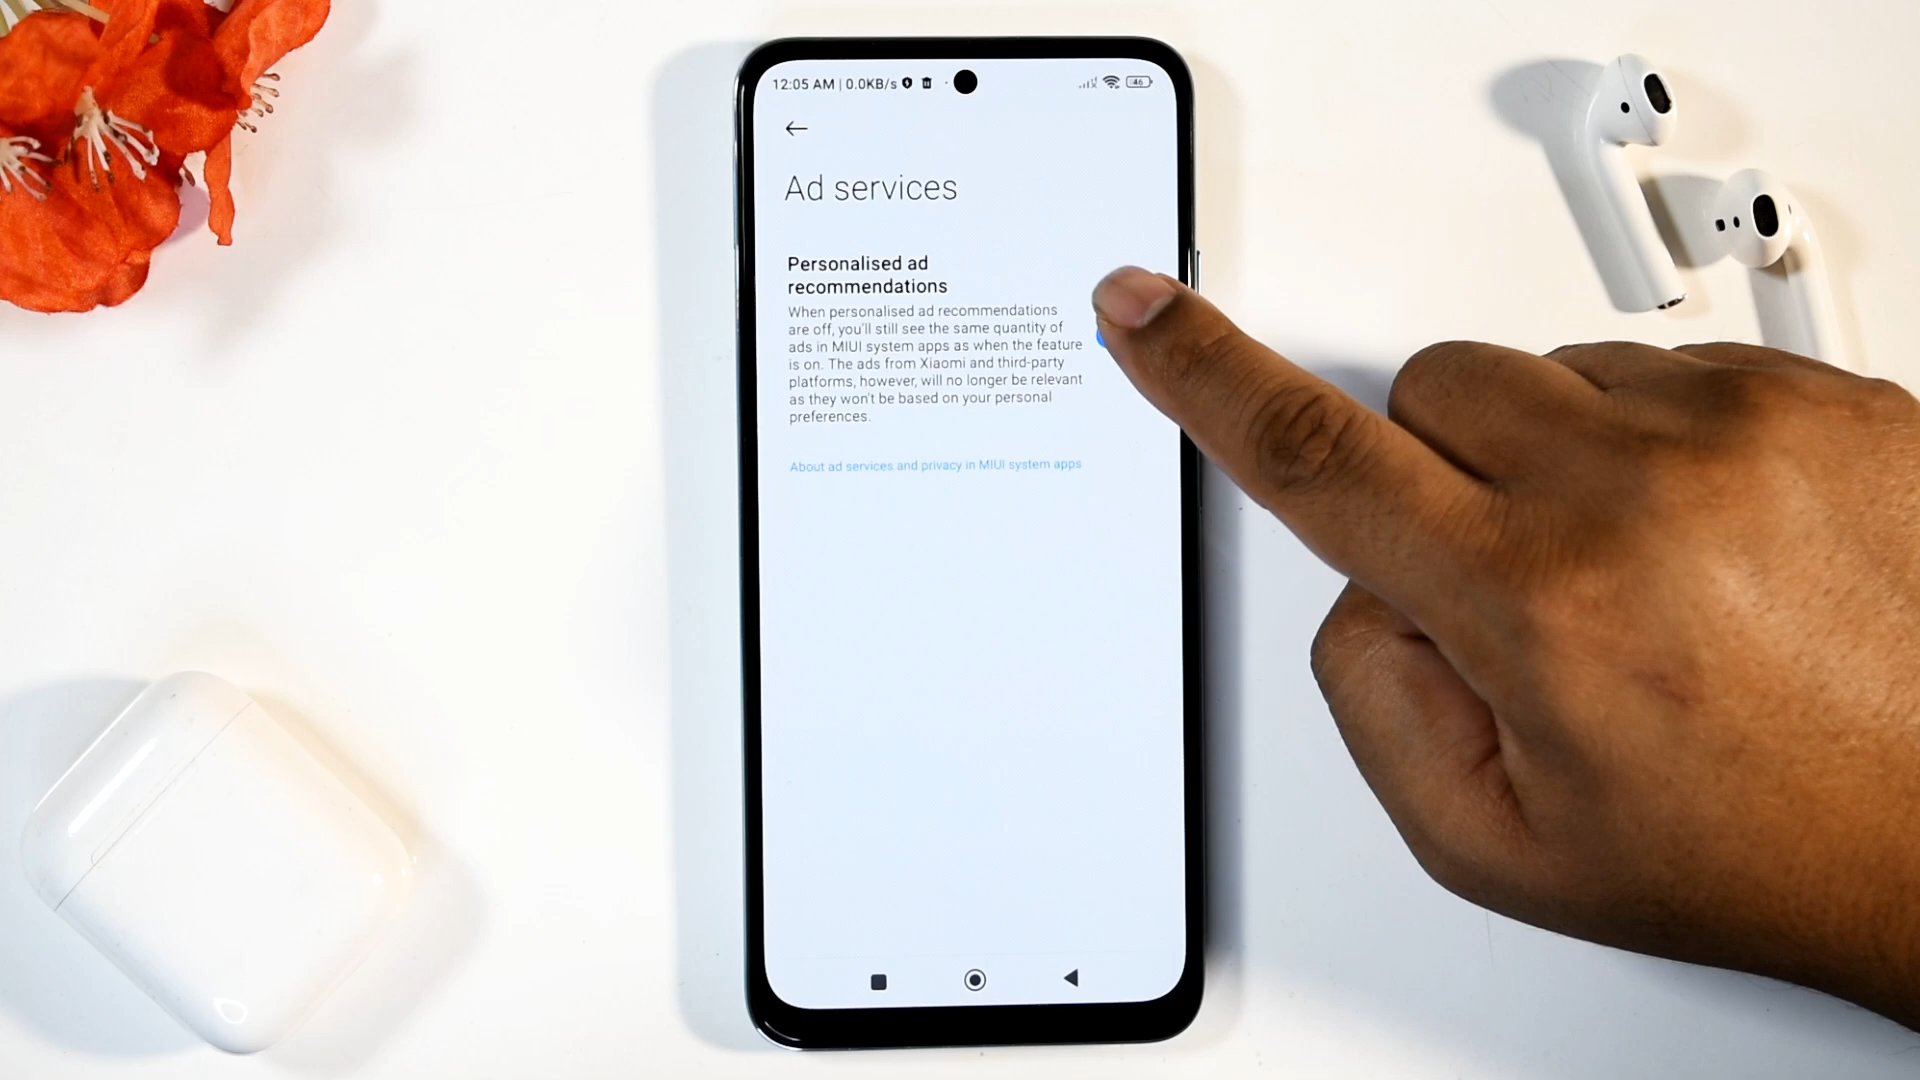 12:05 AM | 0.0KB/s
46
Ad services
Personalised ad
recommendations
When personalised ad recommendations
are off, you'll still see the same quantity of
ads in MIUI system apps as when the feature
is on. The ads from Xiaomi and third-party
platforms, however, will no longer be relevant
as they won't be based on your personal
preferences.
About ad services and privacy in MIUI system apps